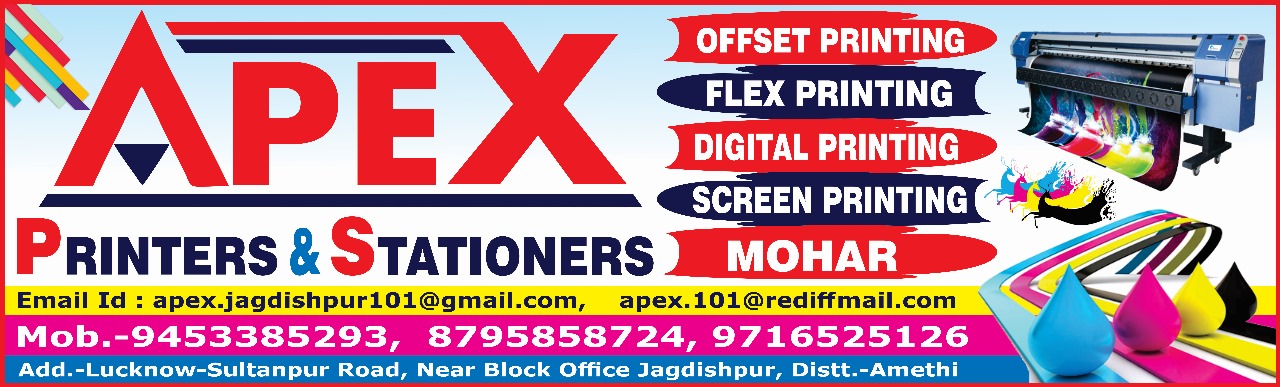 APEX
PRINTERS & STATIONERS
OFFSET PRINTING
FLEX PRINTING
DIGITAL PRINTING
SCREEN PRINTING
MOHAR
Email Id : apex.jagdishpur101@gmail.com, apex.101@rediffmail.com
Mob.-9453385293, 8795858724, 9716525126
Add.-Lucknow-Sultanpur Road, Near Block Office Jagdishpur, Distt.-Amethi